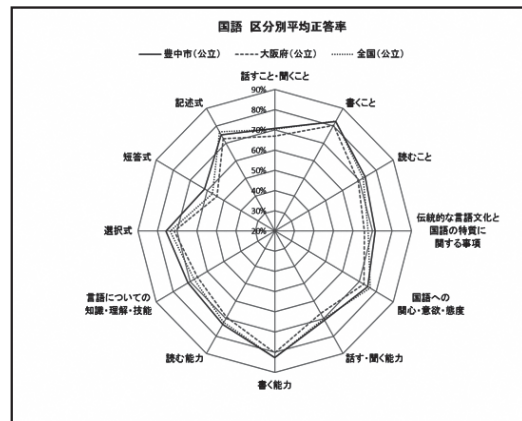 国語 区分別平均正答率
豊中市(公立) 大阪府(公立) 全国(公立)
話すこと・聞くこと
書くこと
読むこと
伝統的な言語文化と
国語の特質に
関する事項
国語への
関心・意欲・態度
話す・聞く能力
書く能力
読む能力
言語についての
知識・理解・技能
選択式
短答式
記述式
90%
80%
70%
60%
50%
40%
30%
20%